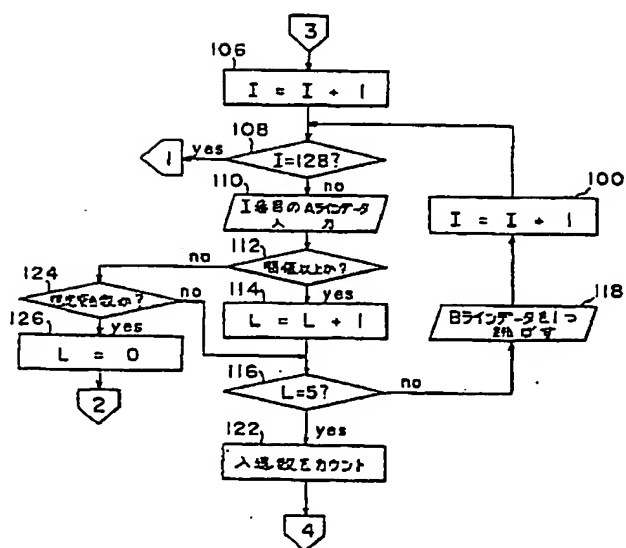 3
106
I = I + 1
108
yes
1
I=128?
no
110
100
I番目のAラインデータ
入 力
I = I + 1
112
no
閾値以上か?
124
114
yes
118
no
L = L + 1
Bラインデータを1つ
跳ばす
126
yes
L = 0
116
2
L=5?
no
yes
122
をカウント
4